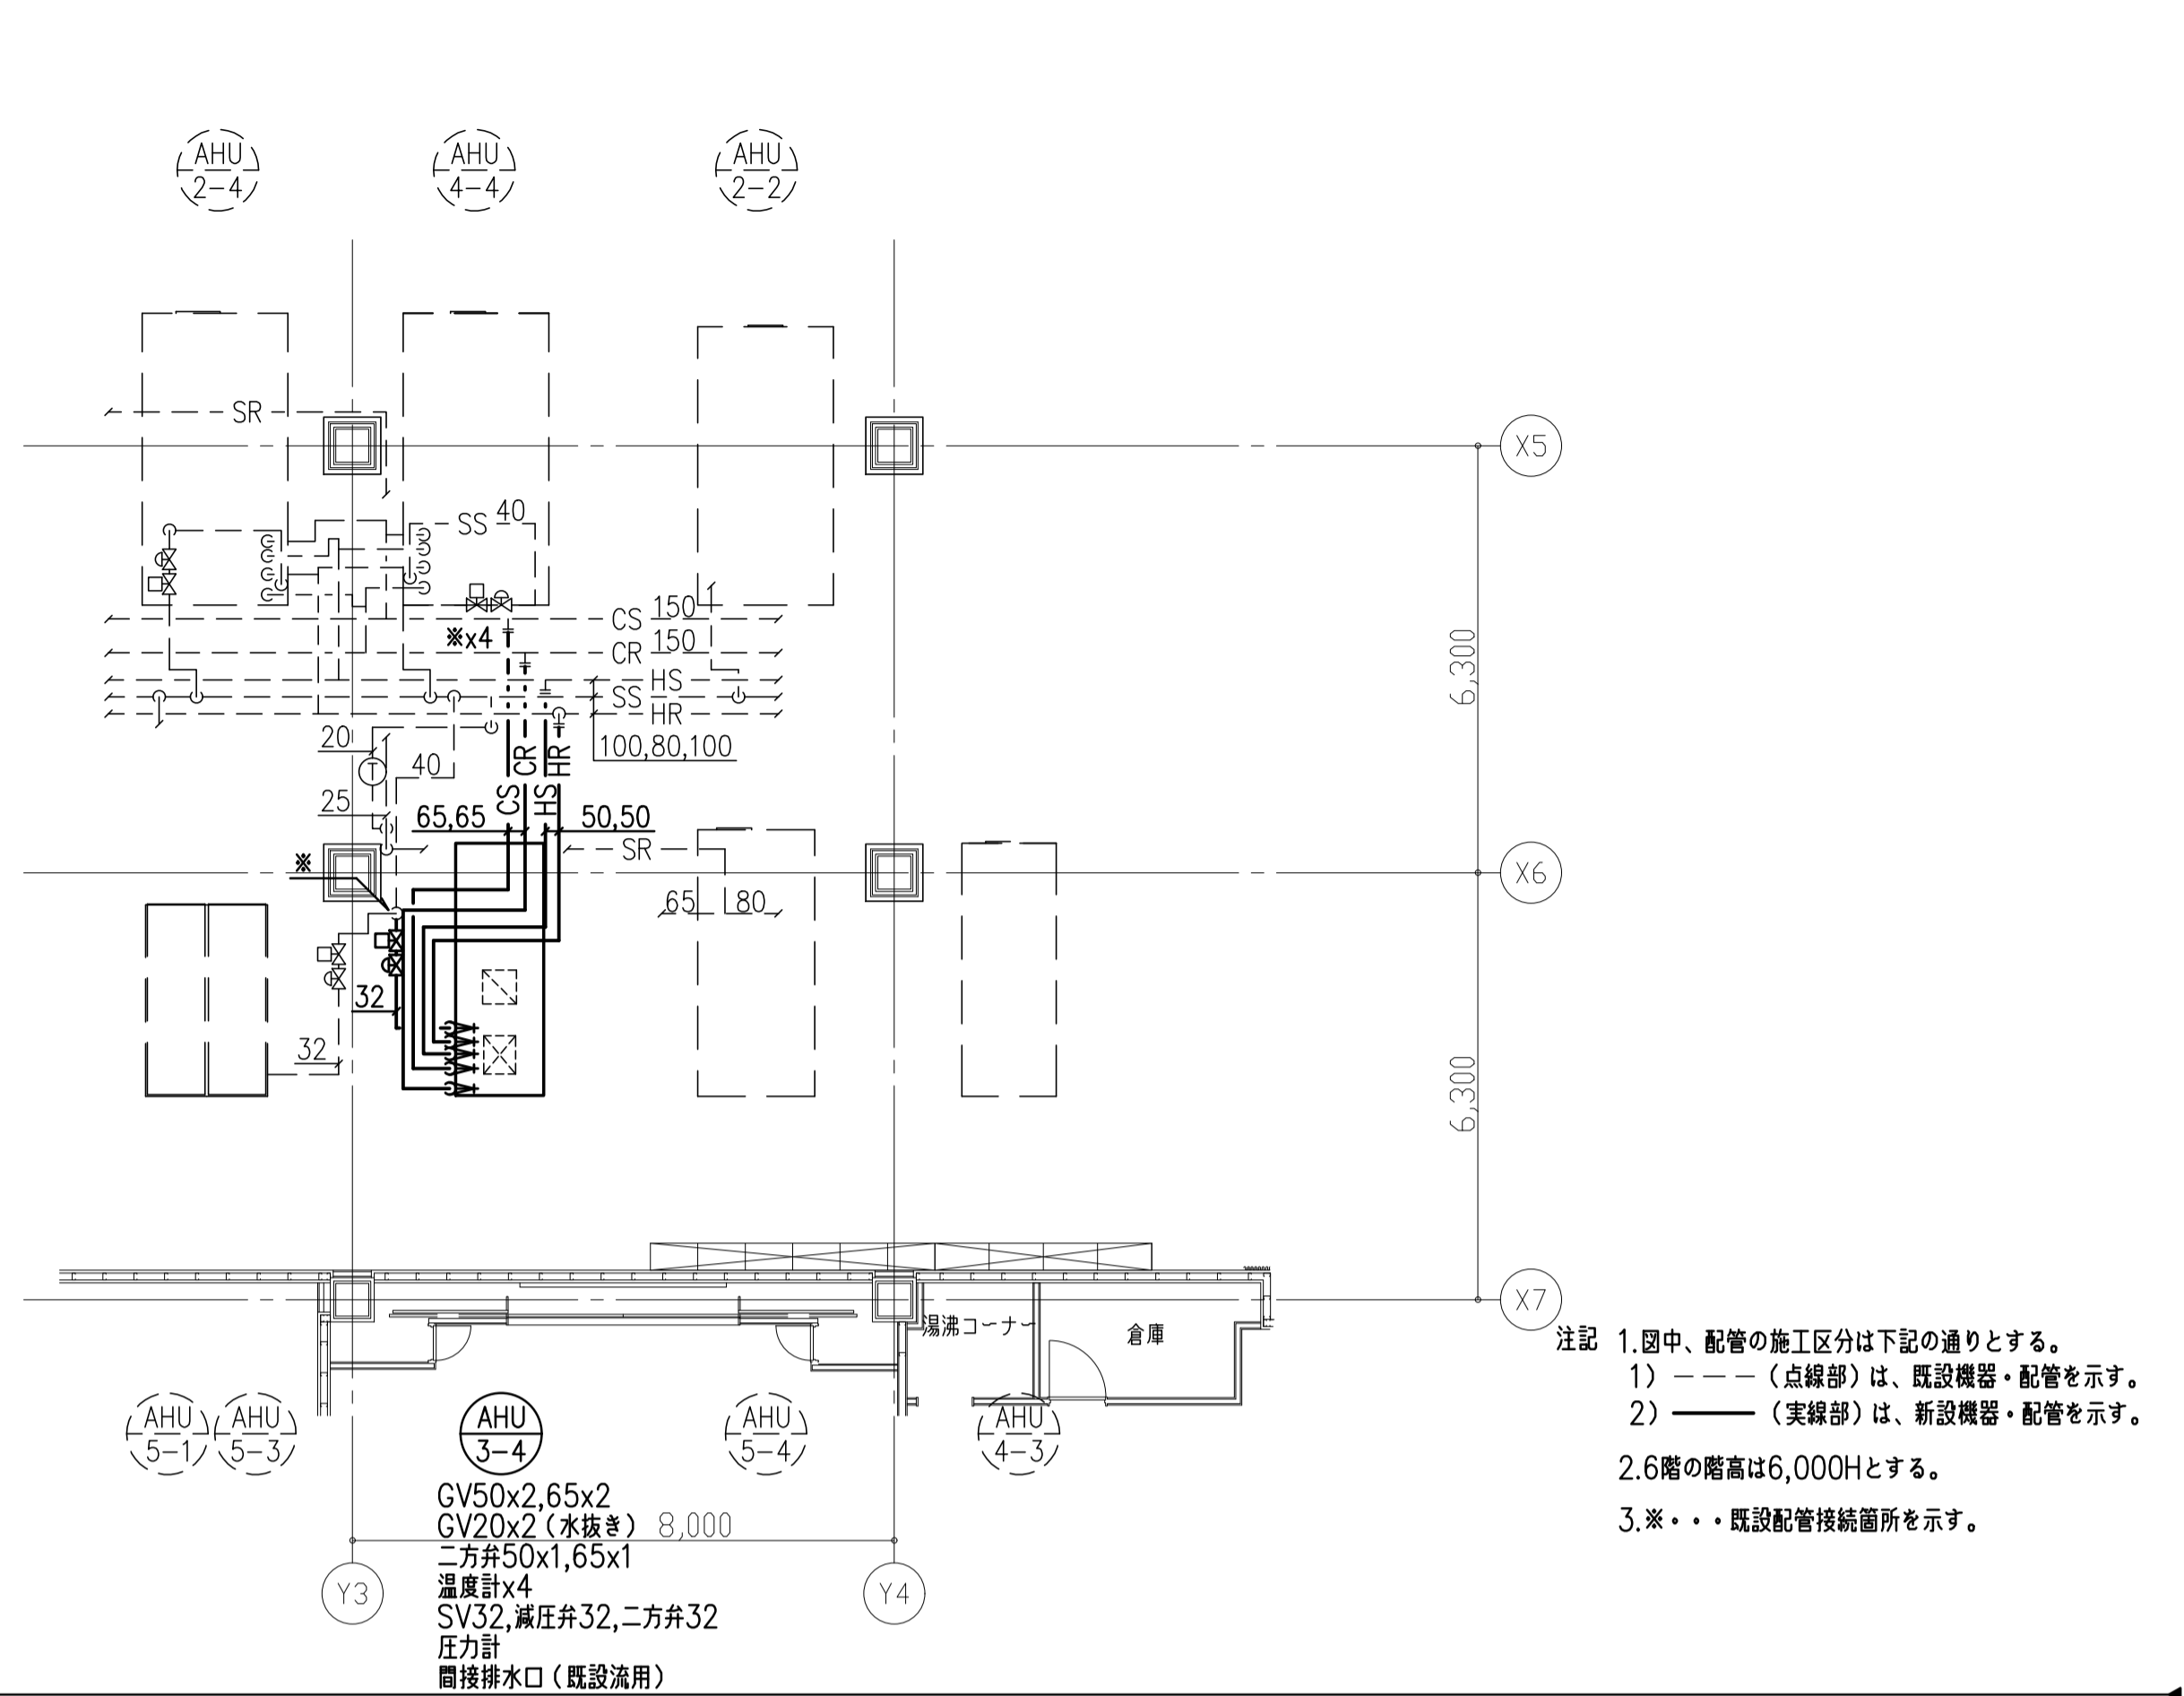 AHU
2-4
AHU
4-4
AHU
2-2
SR
X5
SS 40
CS 150
※x4
CR 150
HS
SS
HR
6,300
20
100,80,100
CR
HR
T
40
25
CS
HS
65,65
50,50
SR
※
X6
65
80
32
32
6,300
X7
湯沸コーナー
倉庫
注記 1.図中、配管の施工区分は下記の通りとする。
1) (点線部)は、既設機器・配管を示す。
2) (実線部)は、新設機器・配管を示す。
2.6階の階高は6,000Hとする。
3.※・・・既設配管接続箇所を示す。
AHU
5-1
AHU
5-3
AHU
3-4
AHU
5-4
AHU
4-3
GV50x2,65x2
GV20x2(水抜き)
8,000
二方弁50x1,65x1
温度計x4
SV32,減圧弁32,二方弁32
圧力計
間接排水口(既設流用)
Y3
Y4